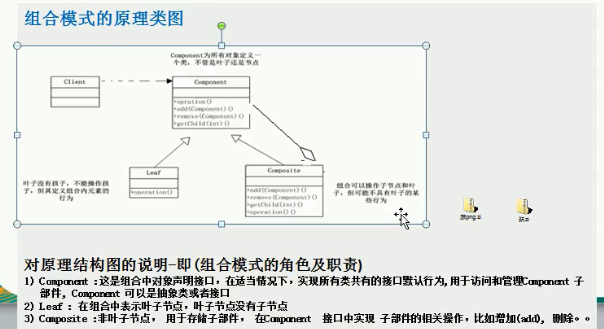 组合模式的原理类图
Component为所有对象定义一
个类，不管是叶子还是节点
Client
Component
+opration()
+add(Component)()
+remove(Component)()
+getChild(int)()
Leaf
+operation()
Composite
+add(Component)()
+remove(Component)()
+getChild(int)()
+operation()
叶子没有孩子，不能操作孩
子，但其定义组合内元素的
行为
组合可以操作子节点和叶
子，但可能不具有叶子的某
些行为
原png.zi
新.zi
对原理结构图的说明-即(组合模式的角色及职责)
1) Component :这是组合中对象声明接口，在适当情况下，实现所有类共有的接口默认行为,用于访问和管理Component 子
部件, Component 可以是抽象类或者接口
2) Leaf : 在组合中表示叶子节点，叶子节点没有子节点
3) Composite :非叶子节点， 用于存储子部件， 在Component 接口中实现 子部件的相关操作，比如增加(add), 删除。。